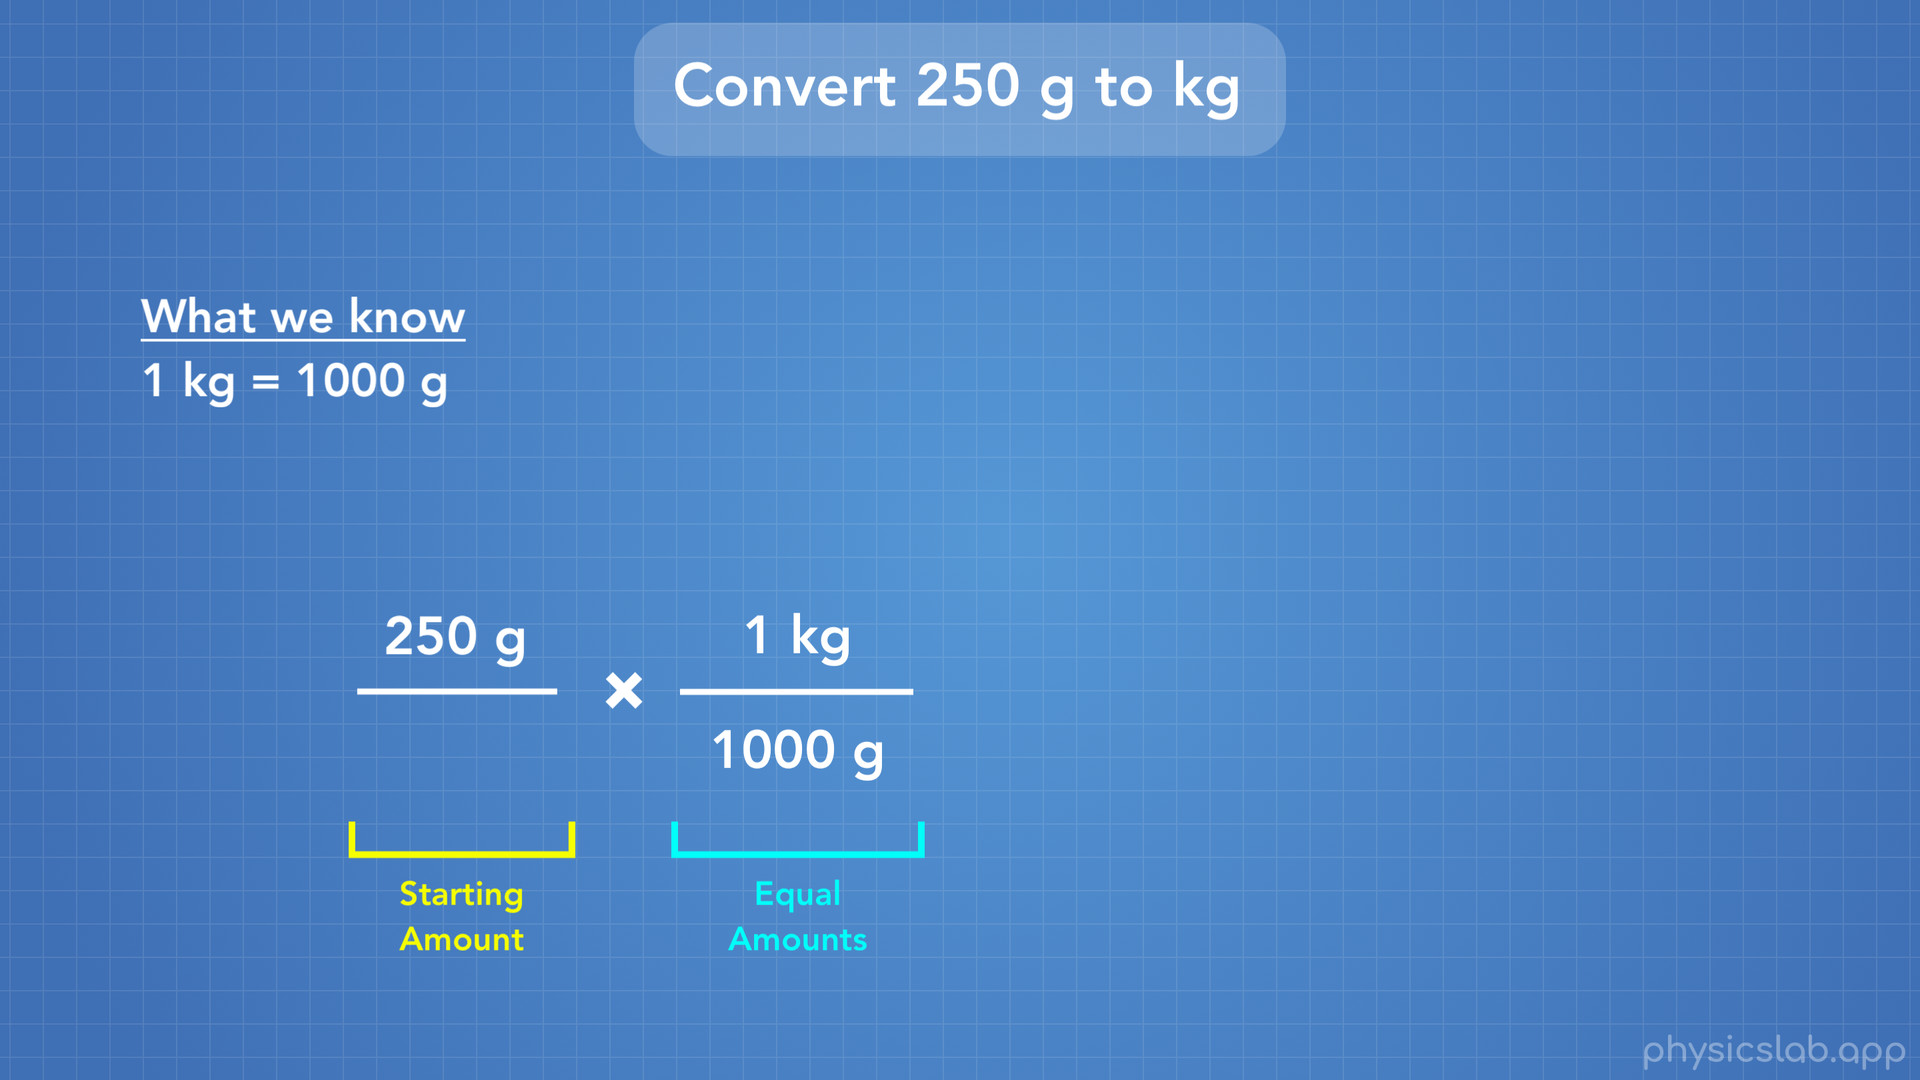 Convert 250 g to kg
What we know
1 kg = 1000 g
250 g
×
1 kg
1000 g
Starting
Amount
Equal
Amounts
physicslab.app